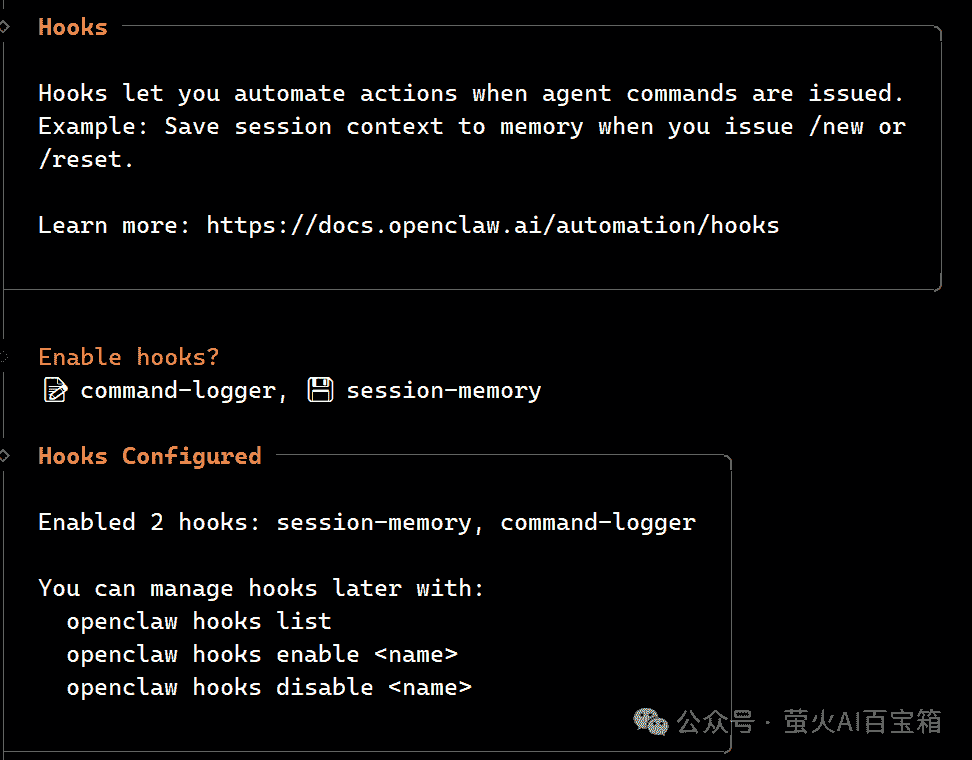 Hooks
Hooks let you automate actions when agent commands are issued.
Example: Save session context to memory when you issue /new or
/reset.
Learn more: https://docs.openclaw.ai/automation/hooks
Enable hooks?
📝 command-logger, 💾 session-memory
Hooks Configured
Enabled 2 hooks: session-memory, command-logger
You can manage hooks later with:
openclaw hooks list
openclaw hooks enable <name>
openclaw hooks disable <name>
公众号 · 萤火AI百宝箱